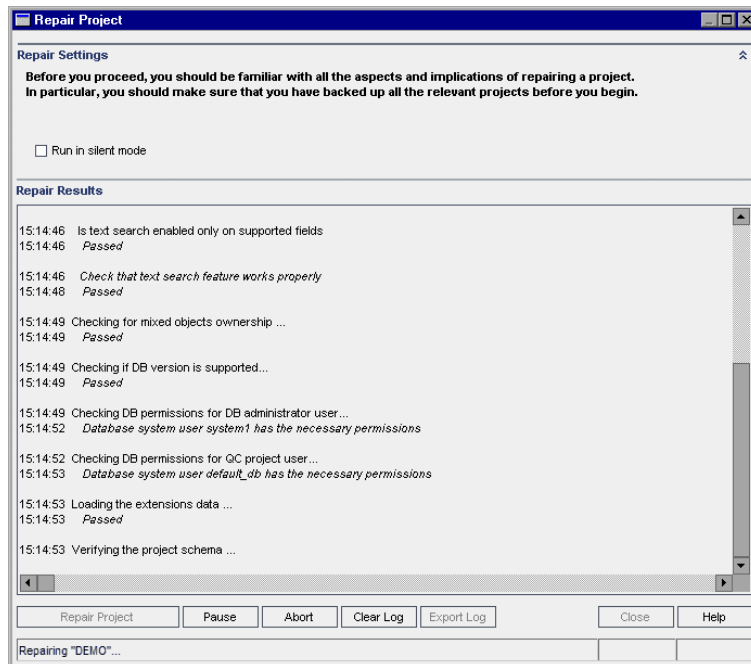 Repair Project
Repair Settings
Before you proceed, you should be familiar with all the aspects and implications of repairing a project.
In particular, you should make sure that you have backed up all the relevant projects before you begin.
Run in silent mode
Repair Results
15:14:46 Is text search enabled only on supported fields
15:14:46 Passed
15:14:46 Check that text search feature works properly
15:14:48 Passed
15:14:49 Checking for mixed objects ownership ...
15:14:49 Passed
15:14:49 Checking if DB version is supported...
15:14:49 Passed
15:14:49 Checking DB permissions for DB administrator user...
15:14:52 Database system user system1 has the necessary permissions
15:14:52 Checking DB permissions for QC project user...
15:14:53 Database system user default_db has the necessary permissions
15:14:53 Loading the extensions data ...
15:14:53 Passed
15:14:53 Verifying the project schema ...
Repair Project Pause Abort Clear Log Export Log Close Help
Repairing "DEMO"...